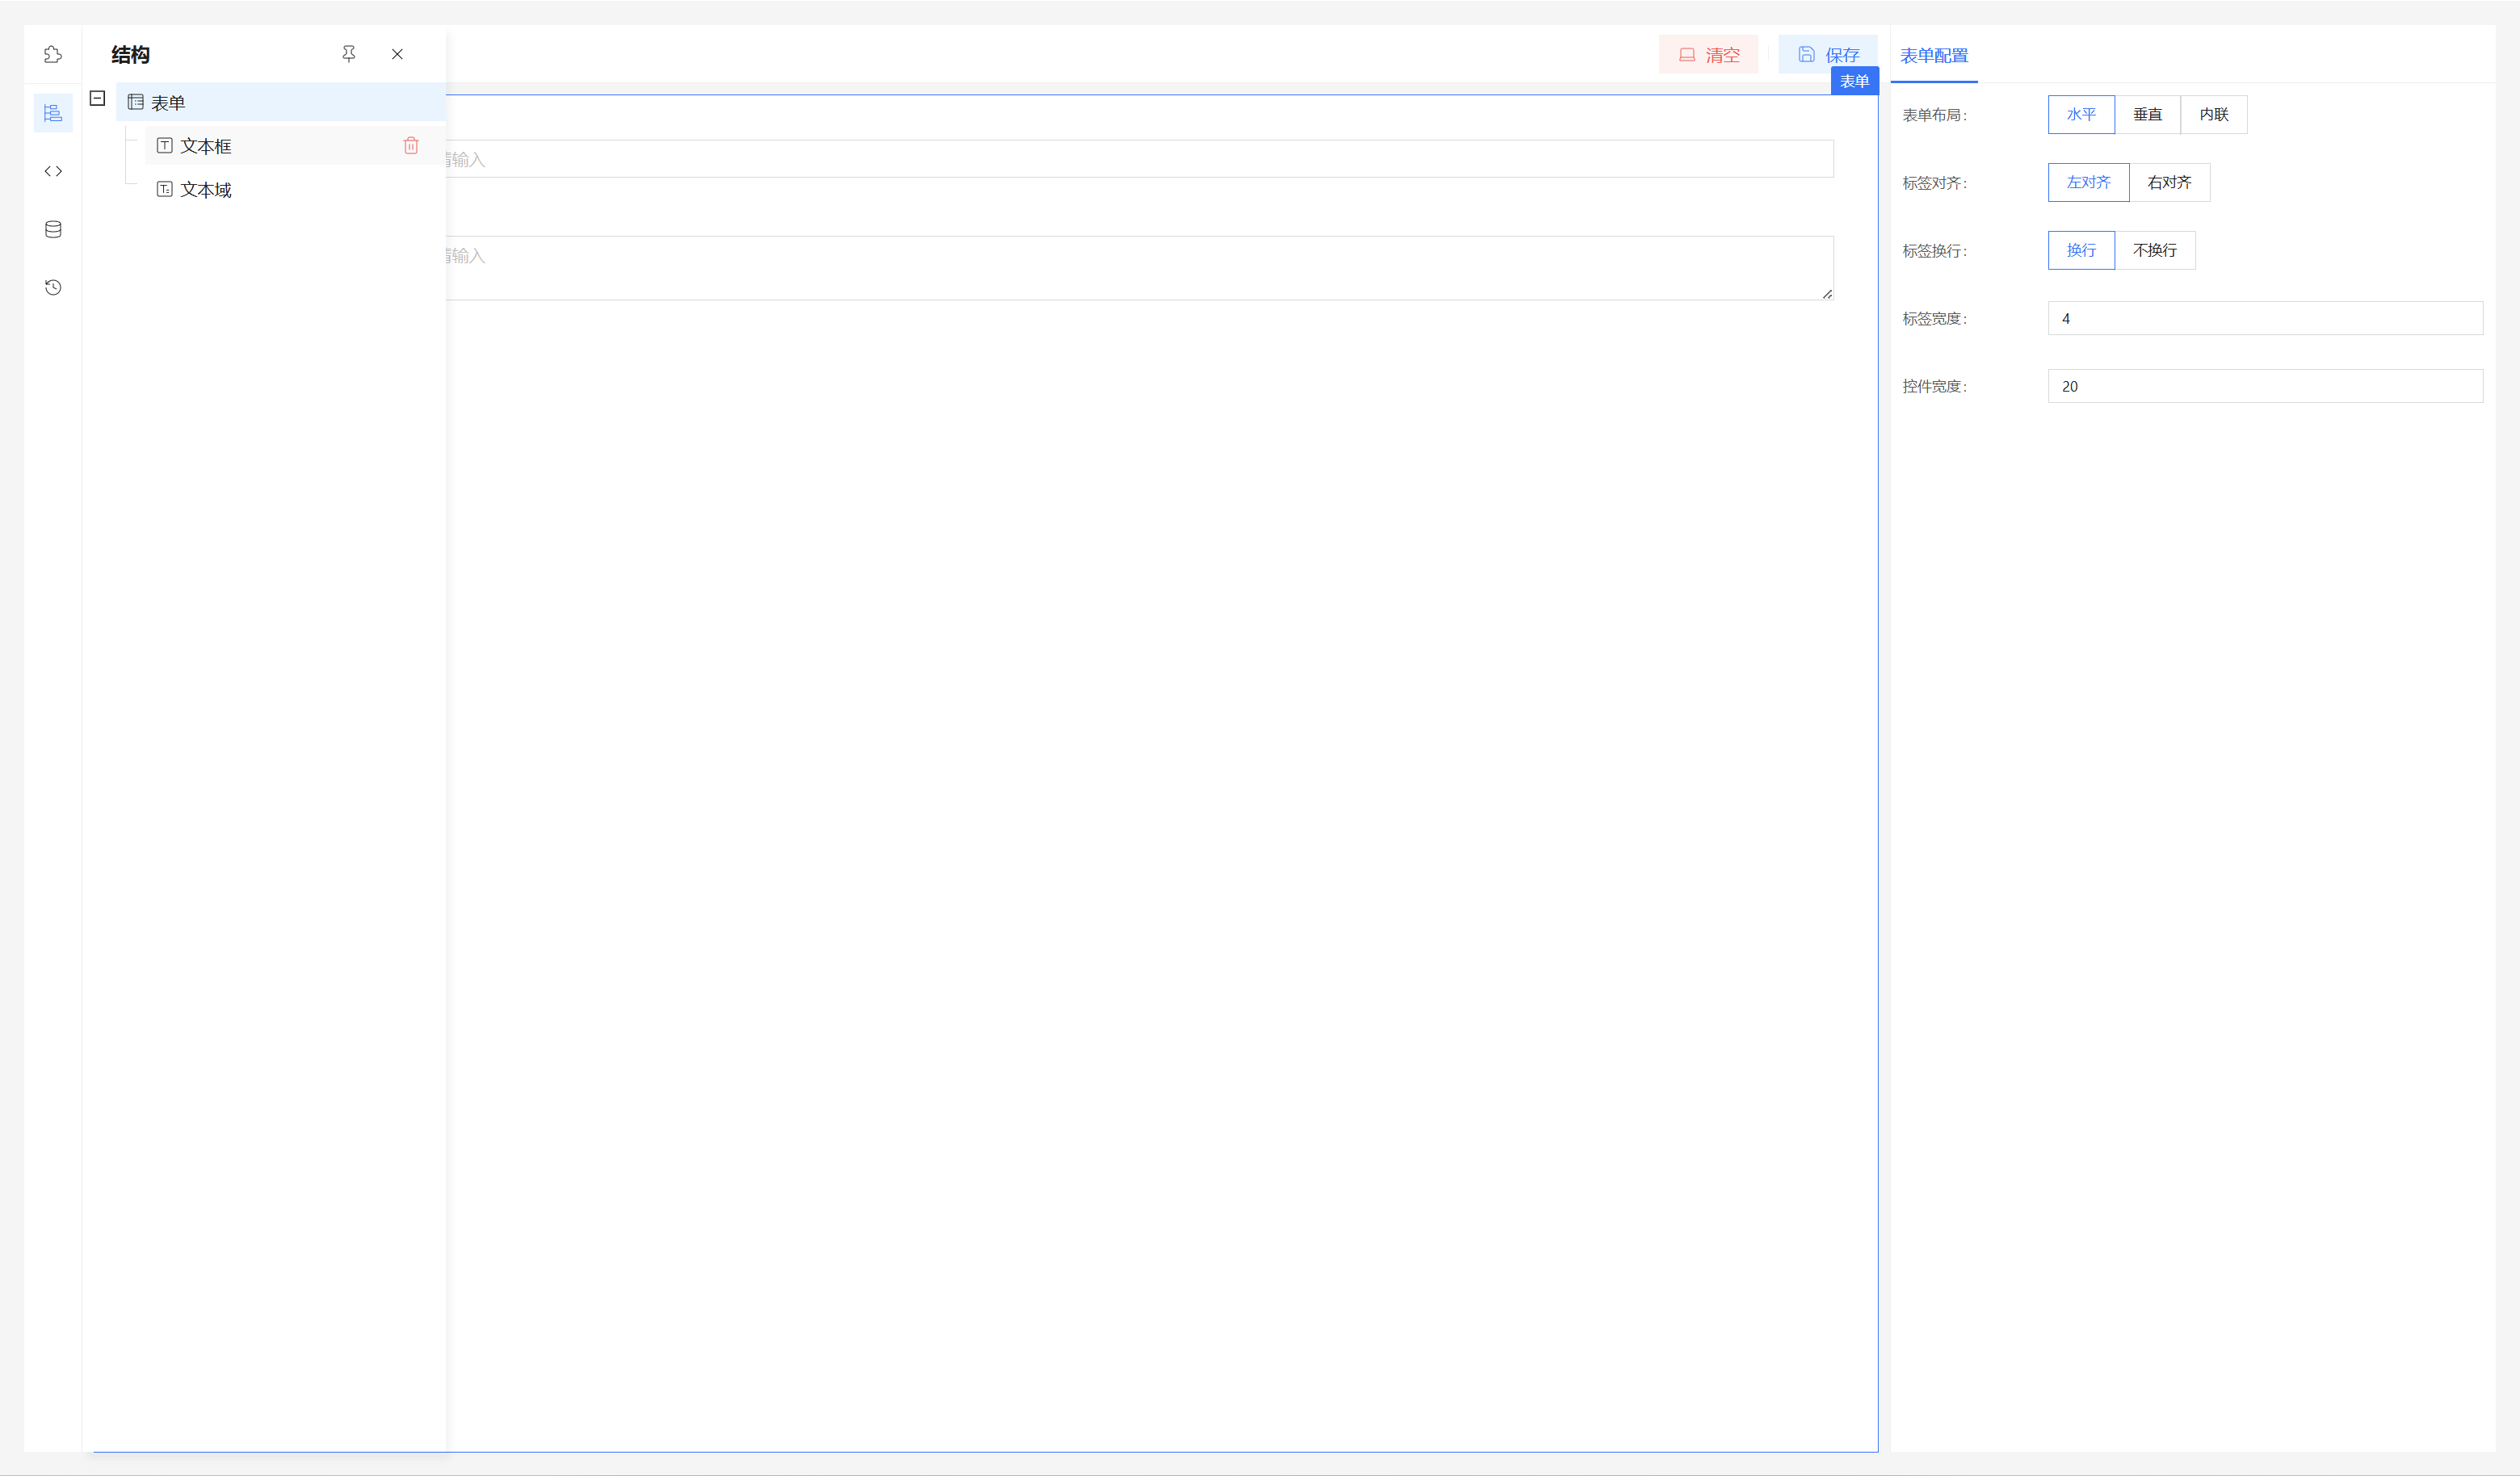 结构
清空
保存
表单配置
表单
表单
文本框
文本域
输入
输入
表单布局:
水平
垂直
内联
标签对齐:
左对齐
右对齐
标签换行:
换行
不换行
标签宽度:
4
控件宽度:
20